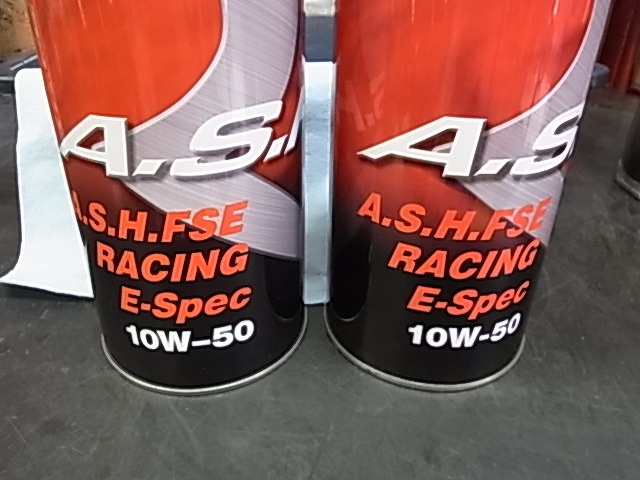 A.S.
A.S.H.FSE
RACING
E-Spec
10W-50
A.S
A.S.H.FSE
RACING
E-Spec
10W-50